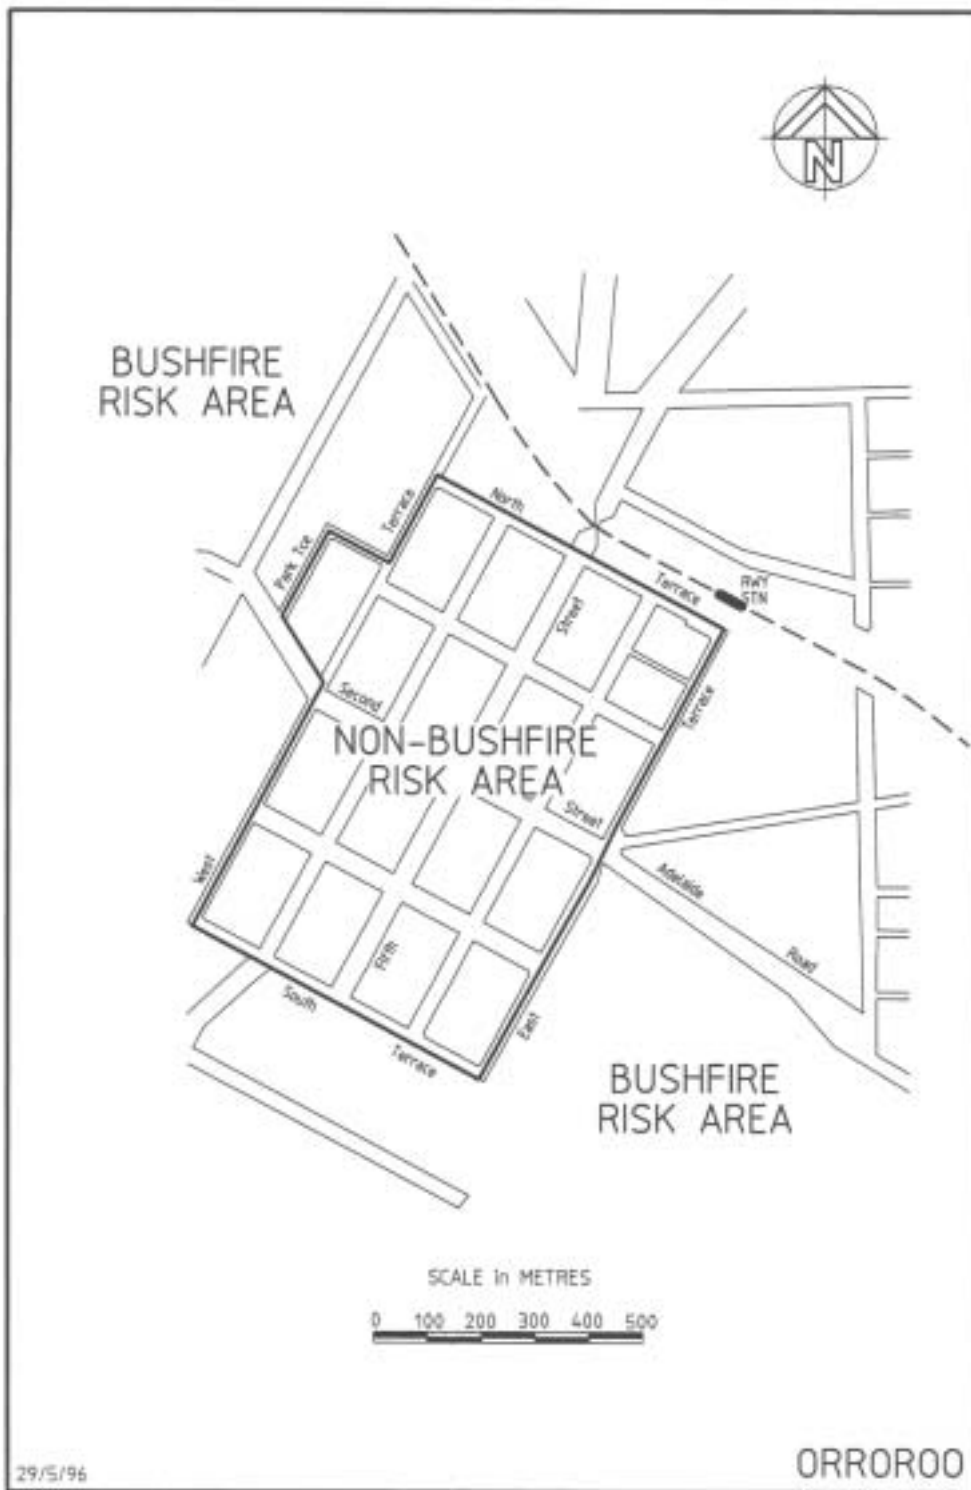 N
BUSHFIRE
RISK AREA
North
Terrace
Park Tce
Terrace
RWY
STN
Street
Second
Terrace
NON-BUSHFIRE
RISK AREA
Street
West
Adelaide
Road
Fifth
South
East
Terrace
BUSHFIRE
RISK AREA
SCALE in METRES
0 100 200 300 400 500
29/5/96
ORROROO